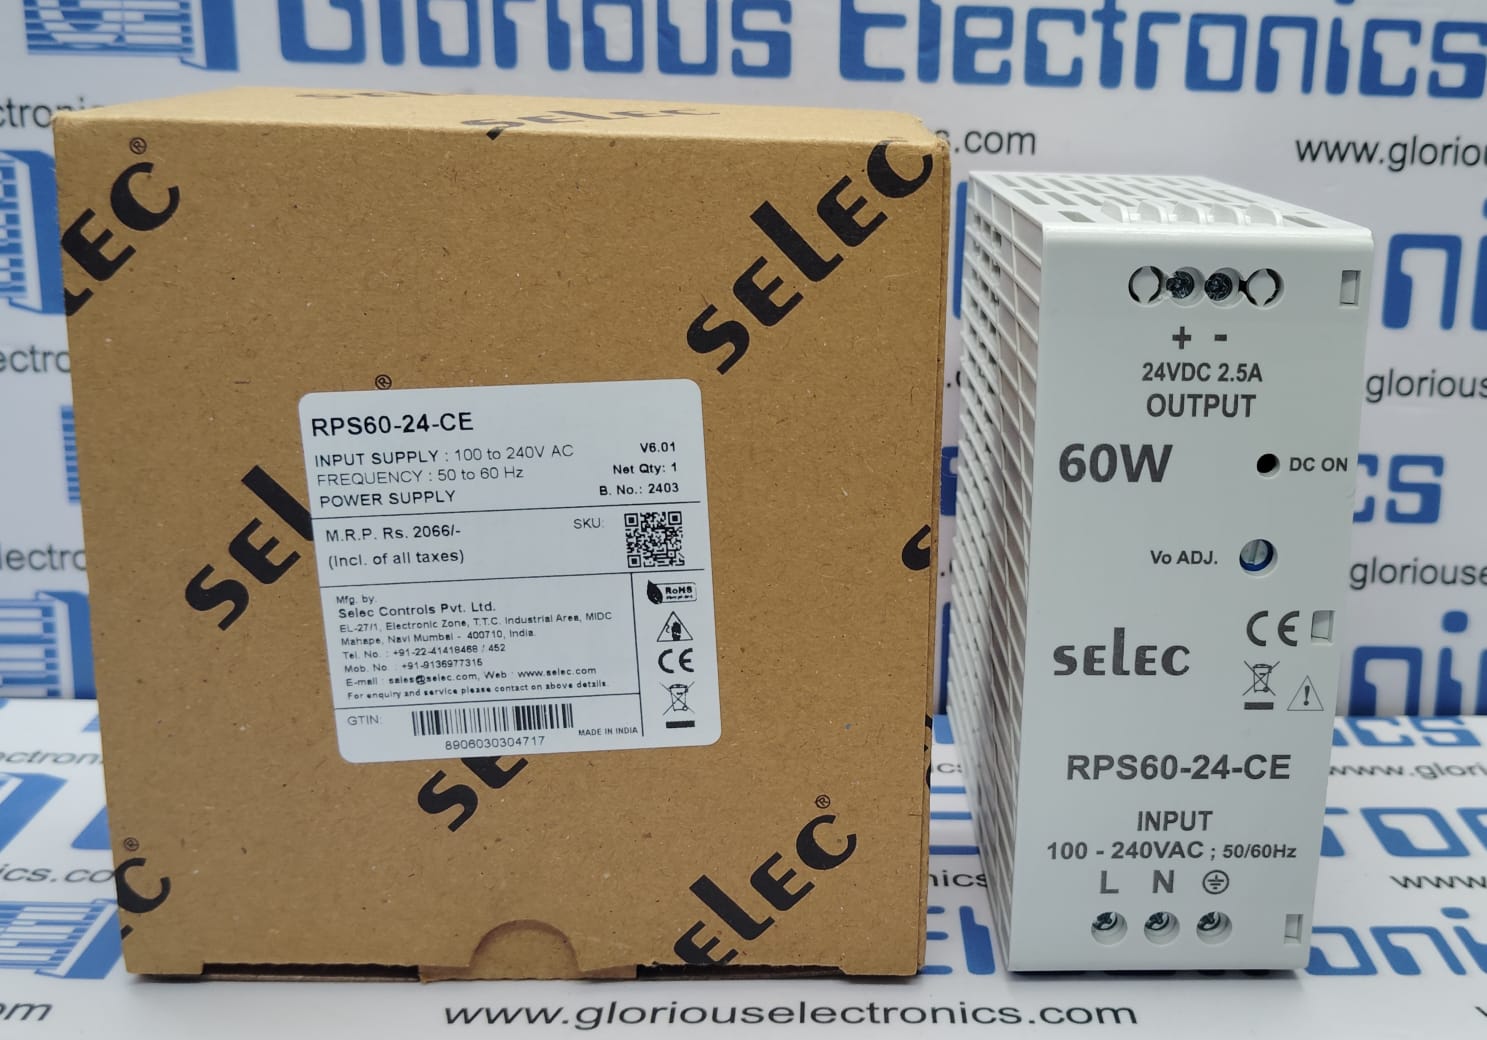 Glorious Electronics
selec
selec
selec®
selec
RPS60-24-CE
INPUT SUPPLY : 100 to 240V AC
FREQUENCY : 50 to 60 Hz
POWER SUPPLY
V6.01
Net Qty: 1
B. No.: 2403
M.R.P. Rs. 2066/-
(Incl. of all taxes)
SKU:
Mfg. by.
Selec Controls Pvt. Ltd.
EL-27/1, Electronic Zone, T.T.C. Industrial Area, MIDC
Mahape, Navi Mumbai - 400710, India.
Tel. No. : +91-22-41418468 / 452
Mob. No. : +91-9136977315
E-mail : sales@selec.com, Web : www.selec.com
For enquiry and service please contact on above details.
RoHS
CE
GTIN:
8906030304717
MADE IN INDIA
selec®
+ -
24VDC 2.5A
OUTPUT
60W
DC ON
Vo ADJ.
CE
selec
RPS60-24-CE
INPUT
100 - 240VAC ; 50/60Hz
L N
www.gloriouselectronics.com